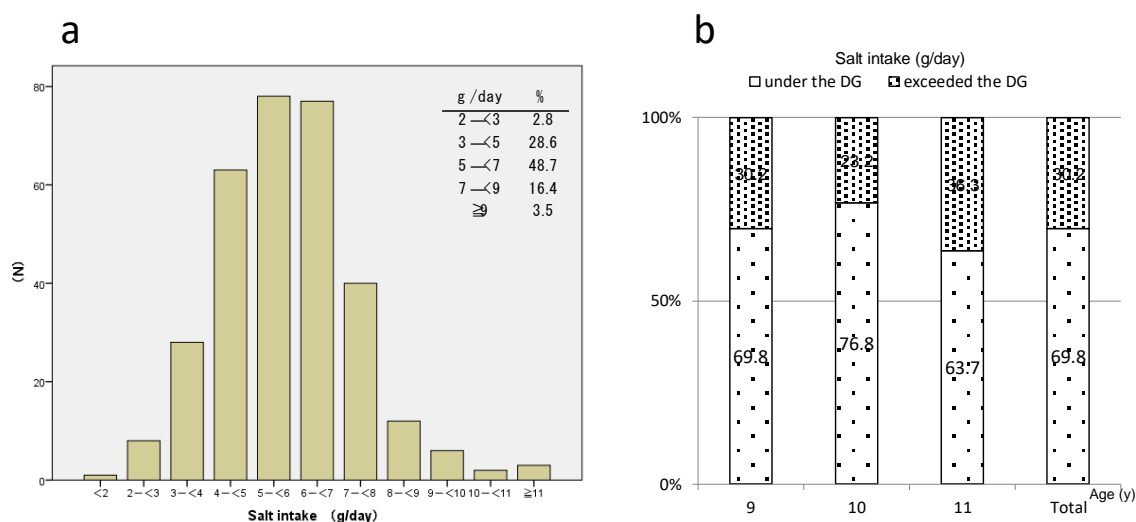 a
80
60
40
20
0
(N)
g /day %
2 —<3 2.8
3 —<5 28.6
5 —<7 48.7
7 —<9 16.4
≧9 3.5
<2 2−<3 3−<4 4−<5 5−<6 6−<7 7−<8 8−<9 9−<10 10−<11 ≧11
Salt intake (g/day)
b
Salt intake (g/day)
under the DG exceeded the DG
100%
50%
0%
30.2 23.2 36.3 30.2
69.8 76.8 63.7 69.8
9 10 11 Total
Age (y)